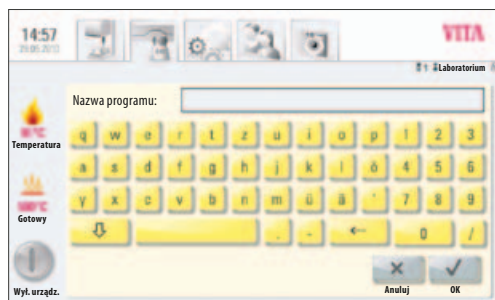 14:57
VITA
Laboratorium
Nazwa programu:
q w e r t z u i o p 1 2 3
Temperatura
a s d f g h j k l ö 4 5 6
y x c v b n m ü ä ' 7 8 9
Gotowy
. - 0 /
Anuluj OK
Wył. urządz.